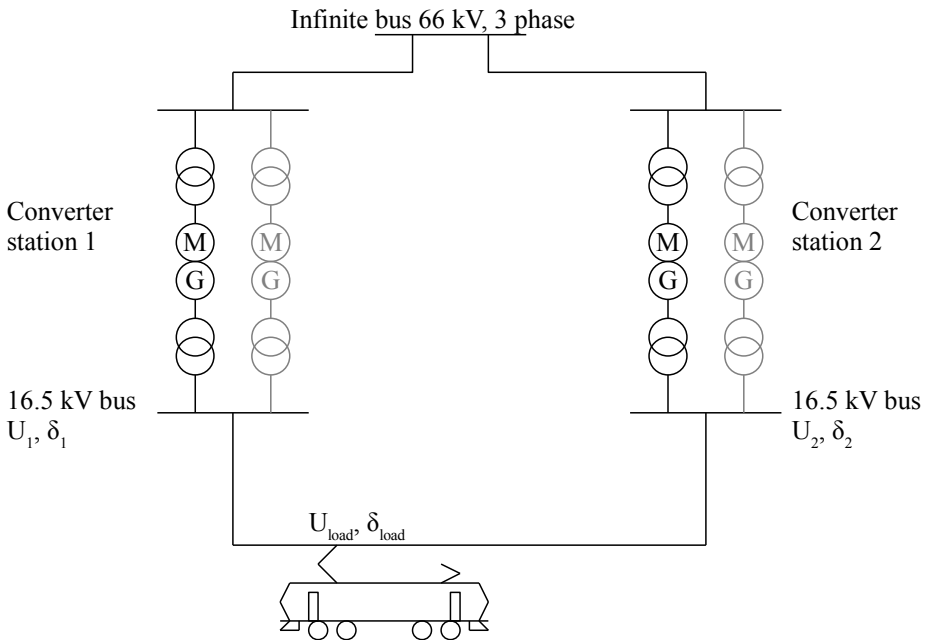 Infinite bus 66 kV, 3 phase
Converter
station 1
M
M
G
G
Converter
station 2
M
M
G
G
16.5 kV bus
U₁, δ₁
16.5 kV bus
U₂, δ₂
Uload, δload